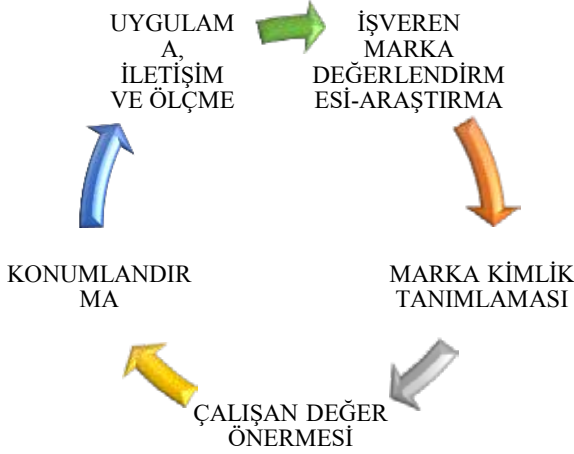 UYGULAM
A,
İLETİŞİM
VE ÖLÇME
İŞVEREN
MARKA
DEĞERLENDİRM
ESİ-ARAŞTIRMA
MARKA KİMLİK
TANIMLAMASI
ÇALIŞAN DEĞER
ÖNERMESİ
KONUMLANDIR
MA